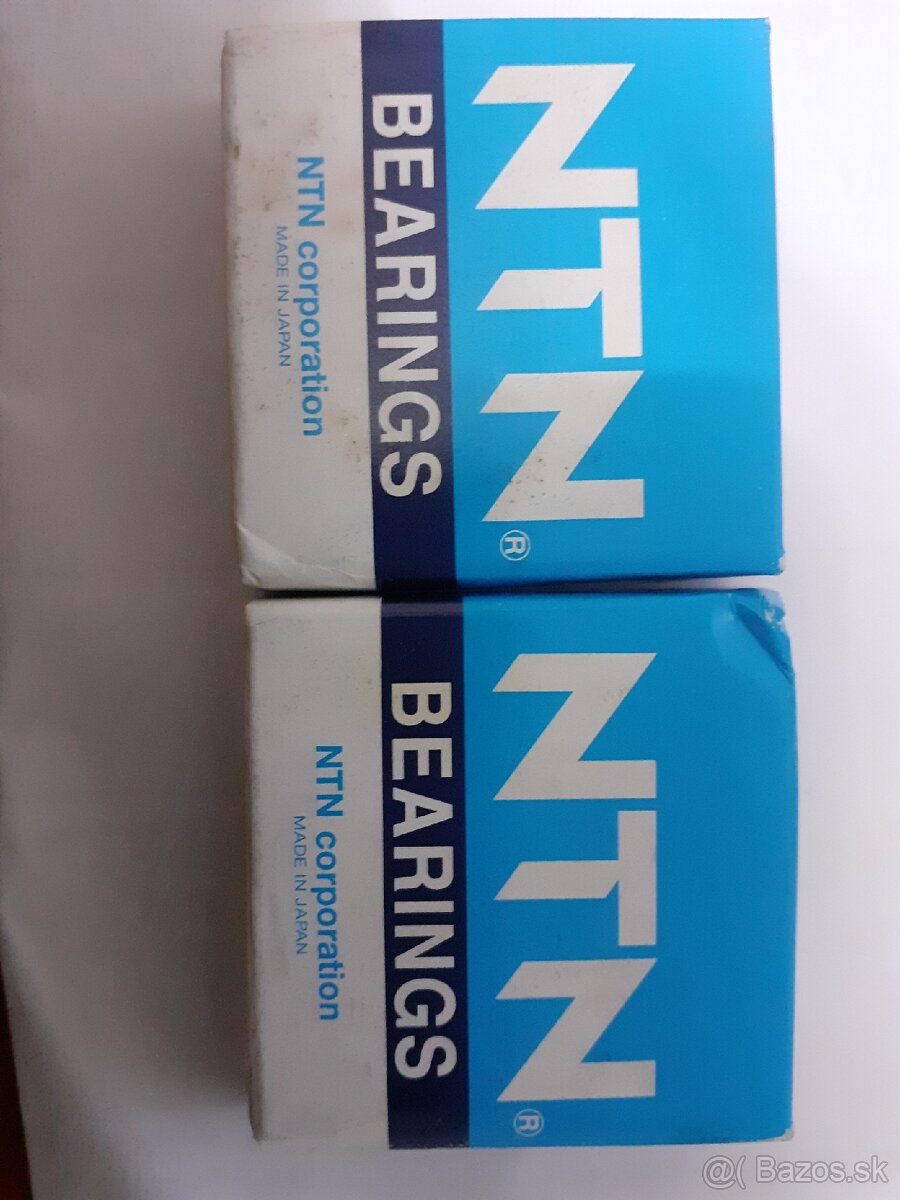 NTN®
BEARINGS
NTN corporation
MADE IN JAPAN
NTN®
BEARINGS
NTN corporation
MADE IN JAPAN
@( Bazos.sk